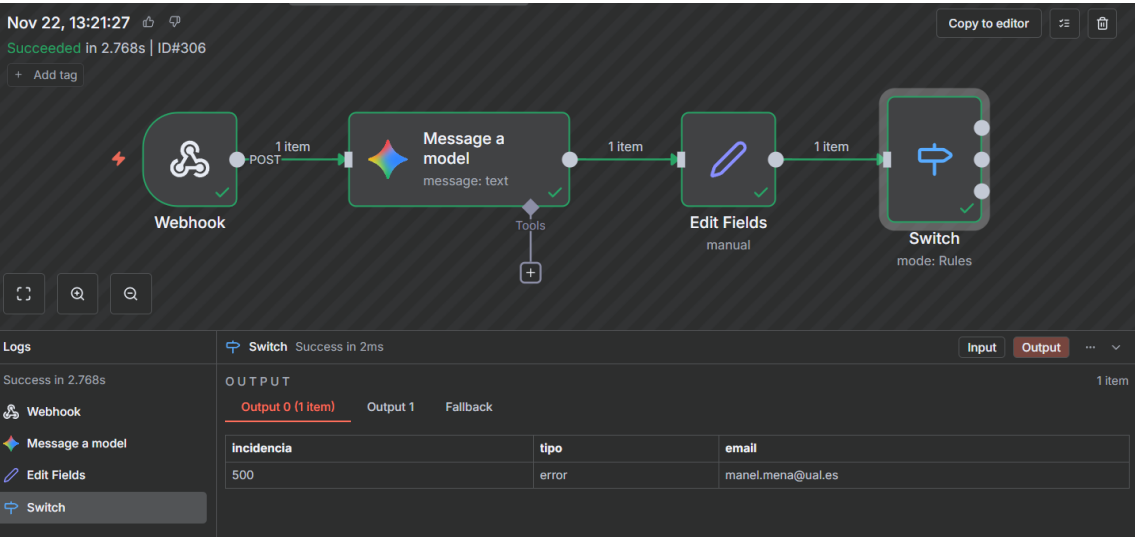 Nov 22, 13:21:27
Succeeded in 2.768s | ID#306
+ Add tag
Copy to editor
POST
1 item
Message a model
message: text
1 item
1 item
Webhook
Tools
Edit Fields
manual
Switch
mode: Rules
Logs
Switch Success in 2ms
Input
Output
Success in 2.768s
OUTPUT
1 item
Webhook
Output 0 (1 item)
Output 1
Fallback
Message a model
incidencia tipo email
Edit Fields
500 error manel.mena@ual.es
Switch